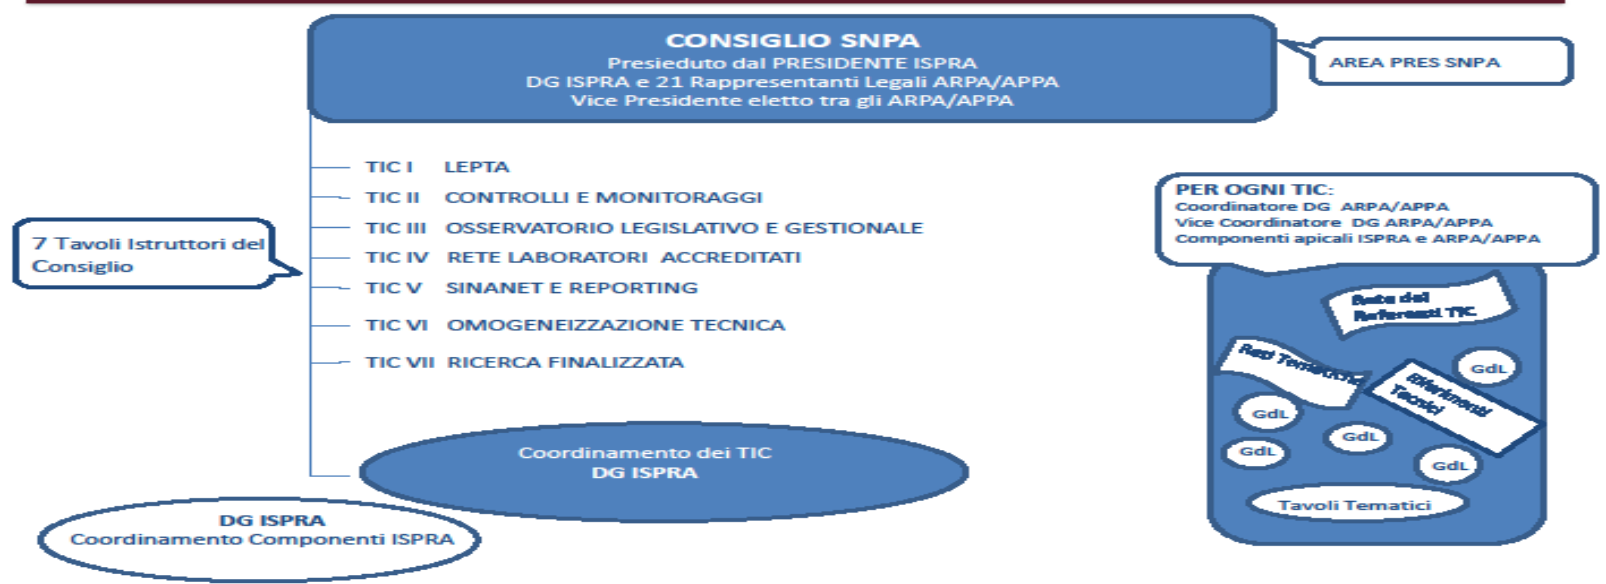 CONSIGLIO SNPA
Presieduto dal PRESIDENTE ISPRA
DG ISPRA e 21 Rappresentanti Legali ARPA/APPA
Vice Presidente eletto tra gli ARPA/APPA
AREA PRES SNPA
TIC I LEPTA
TIC II CONTROLLI E MONITORAGGI
TIC III OSSERVATORIO LEGISLATIVO E GESTIONALE
TIC IV RETE LABORATORI ACCREDITATI
TIC V SINANET E REPORTING
TIC VI OMOGENEIZZAZIONE TECNICA
TIC VII RICERCA FINALIZZATA
7 Tavoli Istruttori del
Consiglio
Coordinamento dei TIC
DG ISPRA
DG ISPRA
Coordinamento Componenti ISPRA
PER OGNI TIC:
Coordinatore DG ARPA/APPA
Vice Coordinatore DG ARPA/APPA
Componenti apicali ISPRA e ARPA/APPA
Rete dei
Referenti TIC
Reti Tematiche
Riferimenti
Tecnici
GdL
GdL
GdL
GdL
GdL
Tavoli Tematici